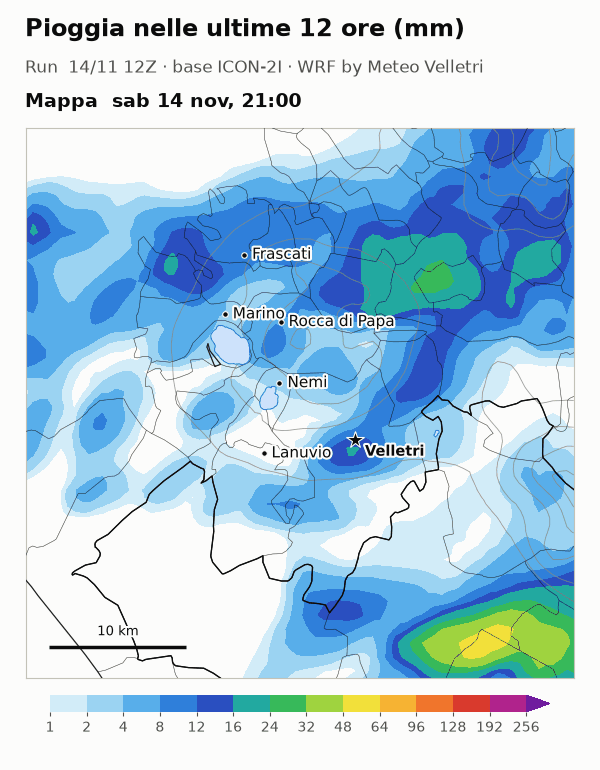 Pioggia nelle ultime 12 ore (mm)
Run  14/11 12Z · base ICON-2I · WRF by Meteo Velletri
Mappa  sab 14 nov, 21:00
Frascati
Marino
Rocca di Papa
Nemi
Velletri
Lanuvio
10 km
1 2 4 8 12 16 24 32 48 64 96 128 192 256